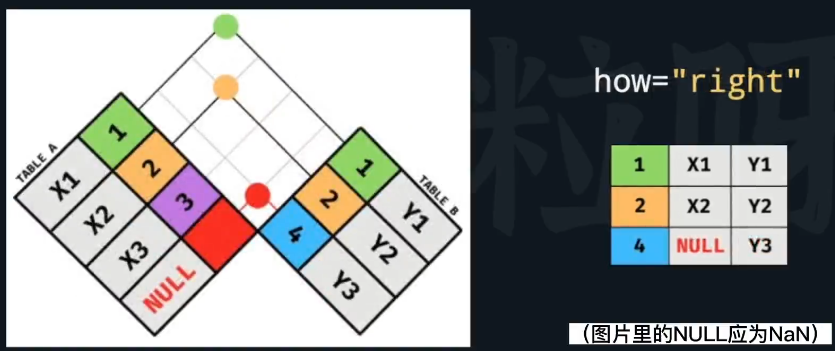 TABLE A
X1
1
X2
2
X3
3
NULL
TABLE B
1
Y1
2
Y2
4
Y3
how="right"
1 X1 Y1
2 X2 Y2
4 NULL Y3
（图片里的NULL应为NaN）